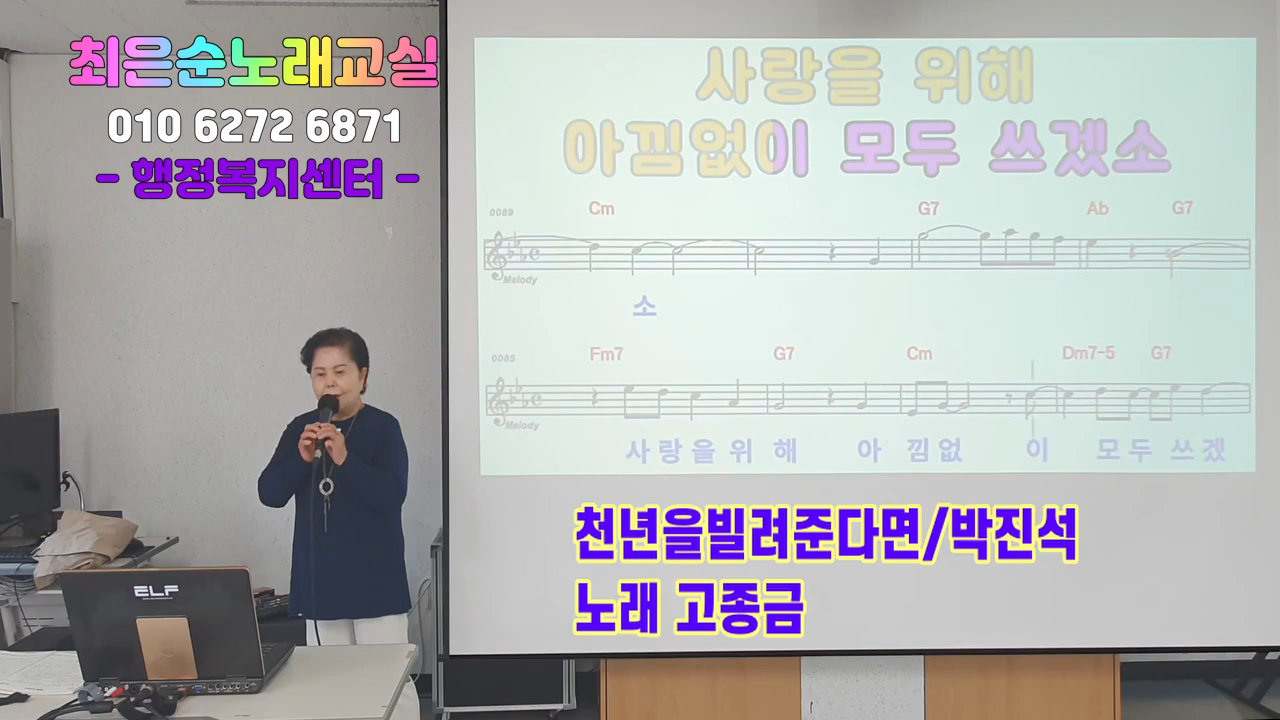 최은순노래교실
010 6272 6871
- 행정복지센터 -
사랑을 위해
아낌없이 모두 쓰겠소
0089 Cm G7 Ab G7
Melody
소
0085 Fm7 G7 Cm Dm7-5 G7
Melody
사랑을위 해 아 낌없 이 모두 쓰겠
천년을빌려준다면/박진석
노래 고종금
ELF